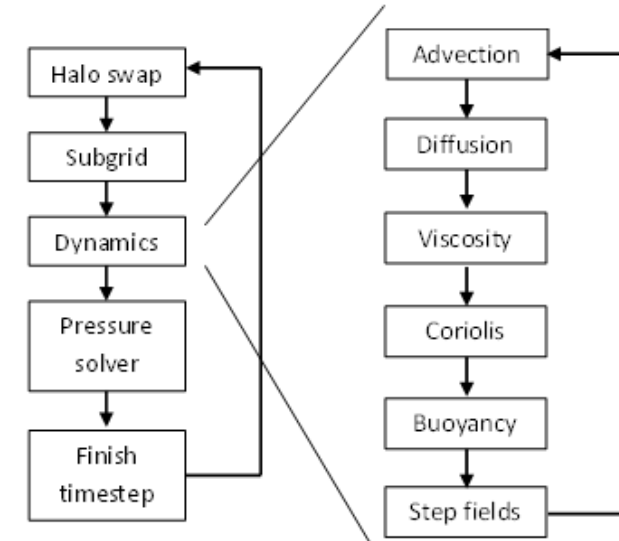 Halo swap
Subgrid
Dynamics
Pressure
solver
Finish
timestep
Advection
Diffusion
Viscosity
Coriolis
Buoyancy
Step fields